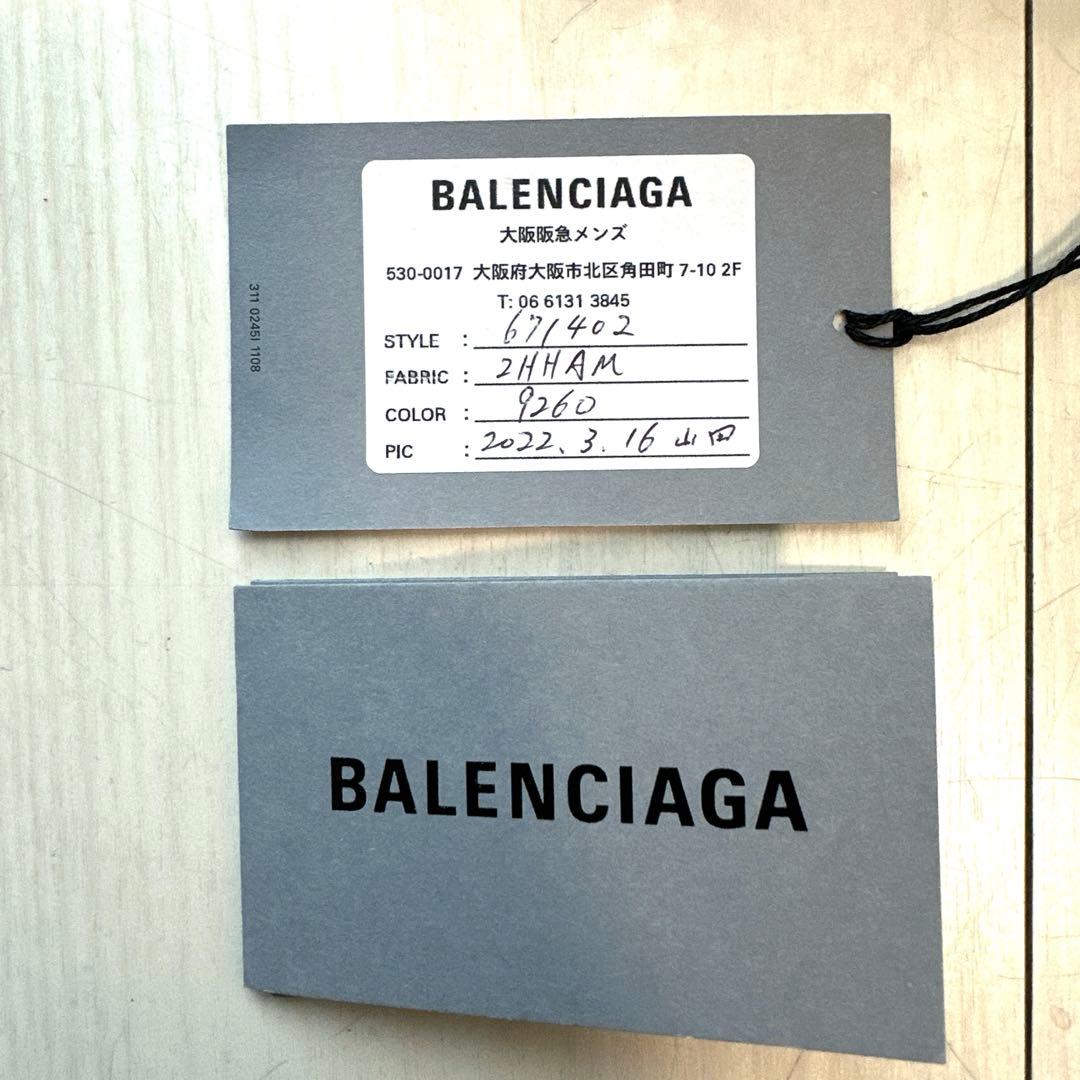 311 0245I 1108
BALENCIAGA
大阪阪急メンズ
530-0017 大阪府大阪市北区角田町 7-10 2F
T: 06 6131 3845
STYLE : 671402
FABRIC : 2HHAM
COLOR : 9260
PIC : 2022. 3. 16 山田
BALENCIAGA